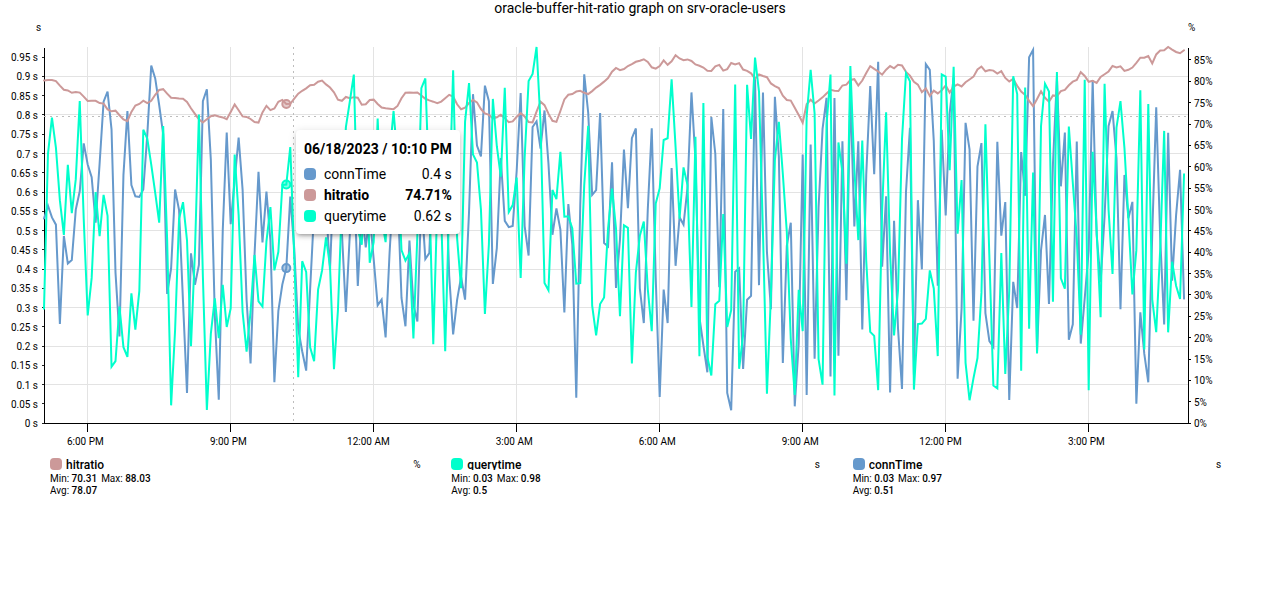 oracle-buffer-hit-ratio graph on srv-oracle-users
s %
0.95 s 85%
0.9 s 80%
0.85 s 75%
0.8 s 70%
0.75 s
0.7 s 65%
0.65 s 60%
0.6 s 55%
0.55 s 50%
0.5 s 45%
0.45 s 40%
0.4 s 35%
0.35 s 30%
0.3 s 25%
0.25 s 20%
0.2 s 15%
0.15 s 10%
0.1 s 5%
0.05 s
0 s 0%
06/18/2023 / 10:10 PM
connTime 0.4 s
hitratio 74.71%
querytime 0.62 s
6:00 PM 9:00 PM 12:00 AM 3:00 AM 6:00 AM 9:00 AM 12:00 PM 3:00 PM
hitratio % querytime s connTime s
Min: 70.31 Max: 88.03 Min: 0.03 Max: 0.98 Min: 0.03 Max: 0.97
Avg: 78.07 Avg: 0.5 Avg: 0.51